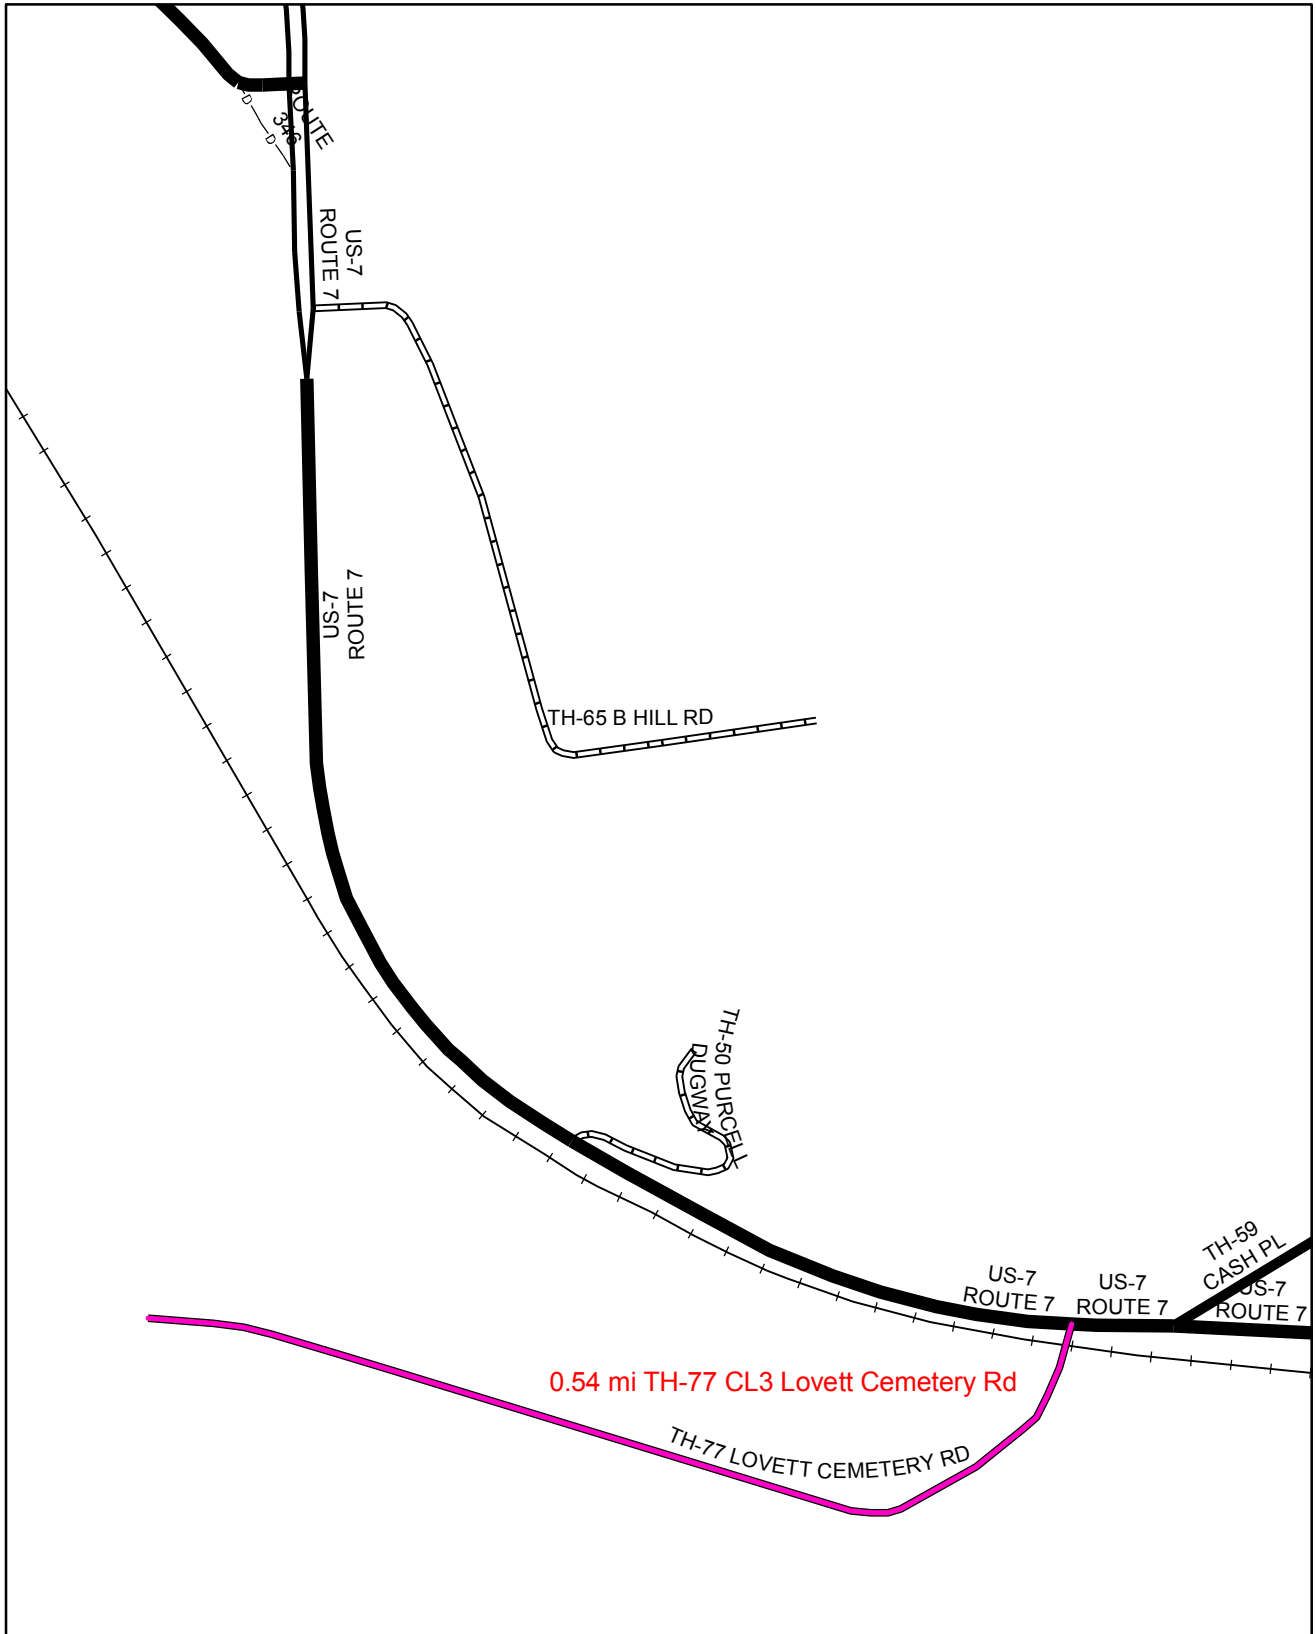 D
D
ROUTE
346
US-7
ROUTE 7
US-7
ROUTE 7
TH-65 B HILL RD
TH-50 PURCELL
DUGWAY
TH-59
CASH PL
US-7
ROUTE 7
US-7
ROUTE 7
US-7
ROUTE 7
0.54 mi TH-77 CL3 Lovett Cemetery Rd
TH-77 LOVETT CEMETERY RD